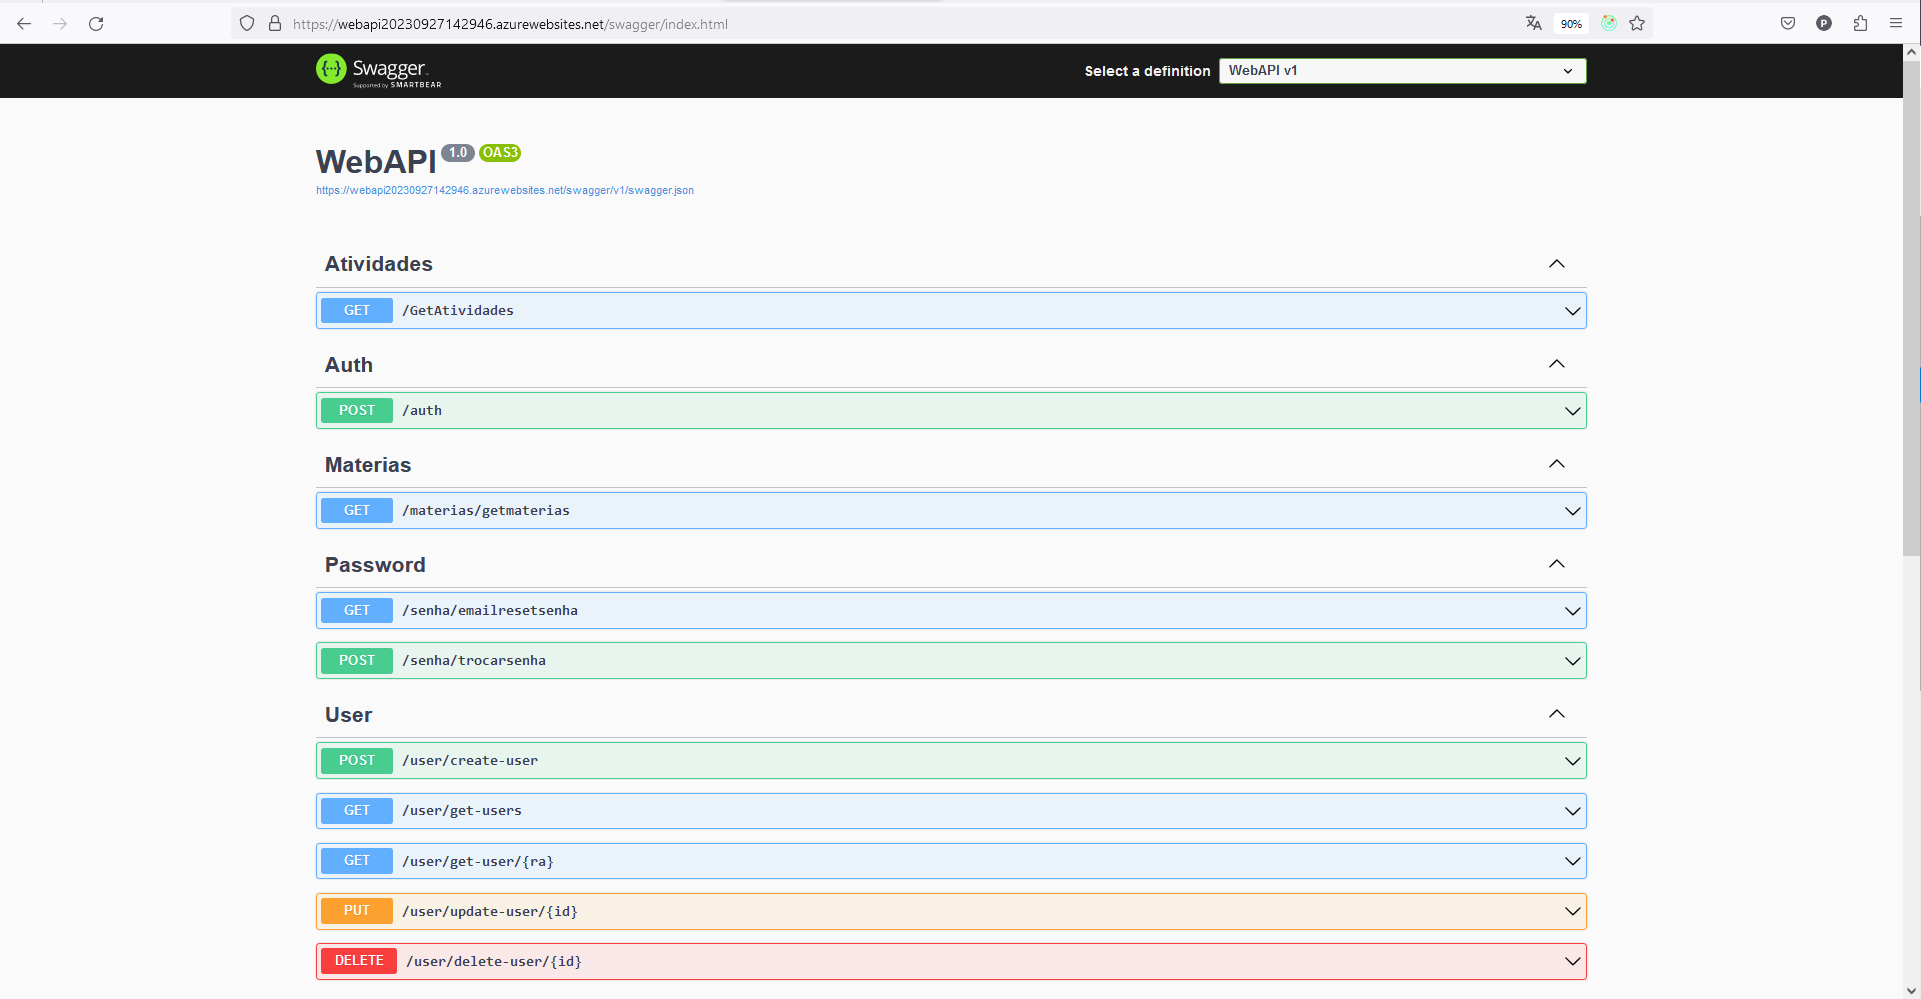 https://webapi20230927142946.azurewebsites.net/swagger/index.html
90%
P
Swagger
Supported by SMARTBEAR
Select a definition
WebAPI v1
WebAPI 1.0 OAS3
https://webapi20230927142946.azurewebsites.net/swagger/v1/swagger.json
Atividades
GET /GetAtividades
Auth
POST /auth
Materias
GET /materias/getmaterias
Password
GET /senha/emailresetsenha
POST /senha/trocarsenha
User
POST /user/create-user
GET /user/get-users
GET /user/get-user/{ra}
PUT /user/update-user/{id}
DELETE /user/delete-user/{id}